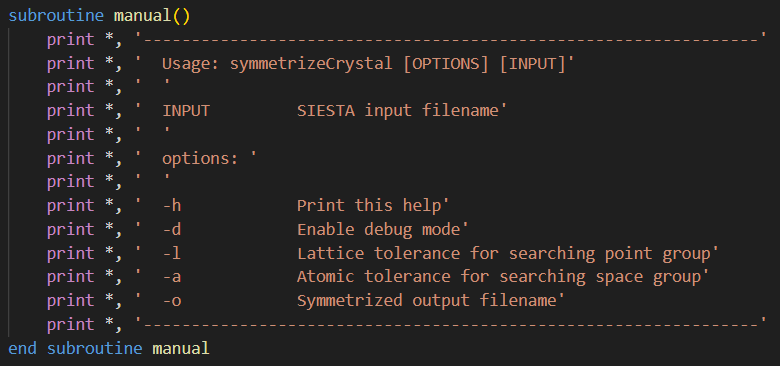 subroutine manual()
    print *, '----------------------------------------------------------------'
    print *, '  Usage: symmetrizeCrystal [OPTIONS] [INPUT]'
    print *, '  '
    print *, '  INPUT         SIESTA input filename'
    print *, '  '
    print *, '  options: '
    print *, '  '
    print *, '  -h            Print this help'
    print *, '  -d            Enable debug mode'
    print *, '  -l            Lattice tolerance for searching point group'
    print *, '  -a            Atomic tolerance for searching space group'
    print *, '  -o            Symmetrized output filename'
    print *, '----------------------------------------------------------------'
end subroutine manual